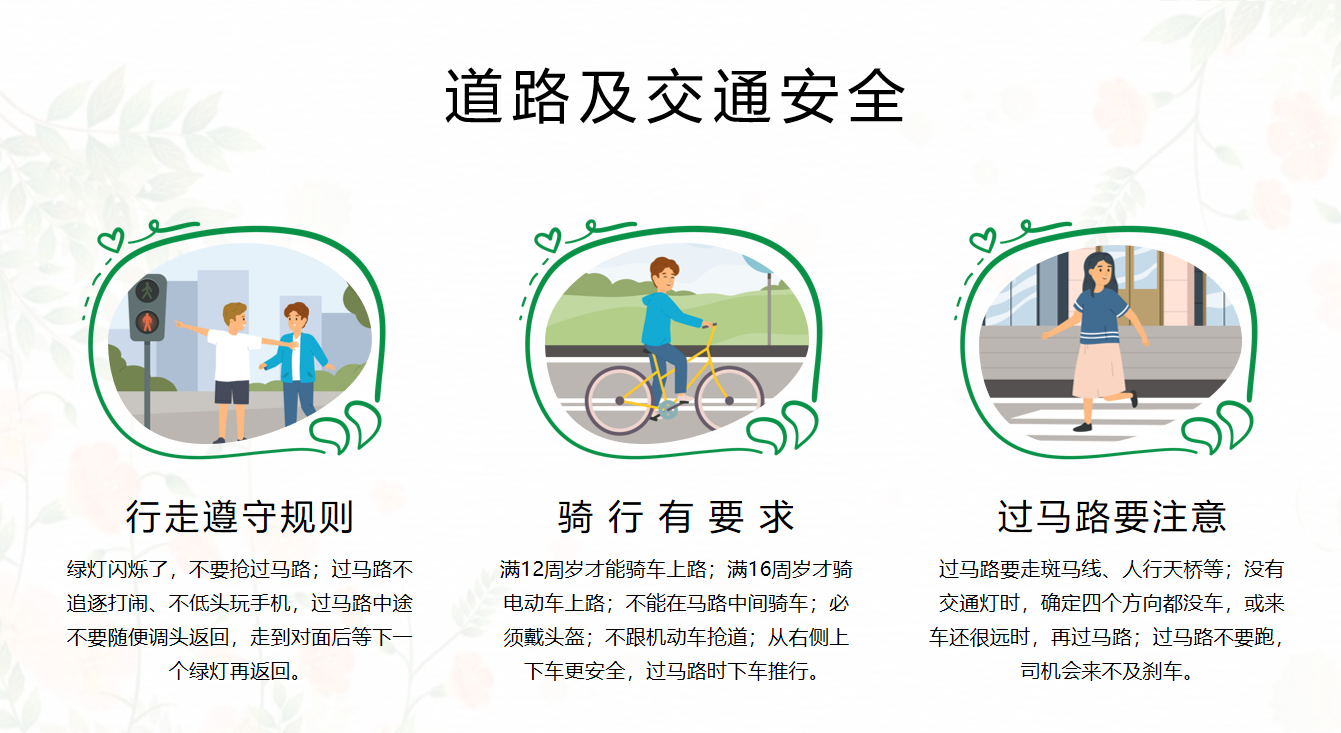 道路及交通安全
行走遵守规则
绿灯闪烁了，不要抢过马路；过马路不
追逐打闹、不低头玩手机，过马路中途
不要随便调头返回，走到对面后等下一
个绿灯再返回。
骑行有要求
满12周岁才能骑车上路；满16周岁才骑
电动车上路；不能在马路中间骑车；必
须戴头盔；不跟机动车抢道；从右侧上
下车更安全，过马路时下车推行。
过马路要注意
过马路要走斑马线、人行天桥等；没有
交通灯时，确定四个方向都没车，或来
车还很远时，再过马路；过马路不要跑，
司机会来不及刹车。